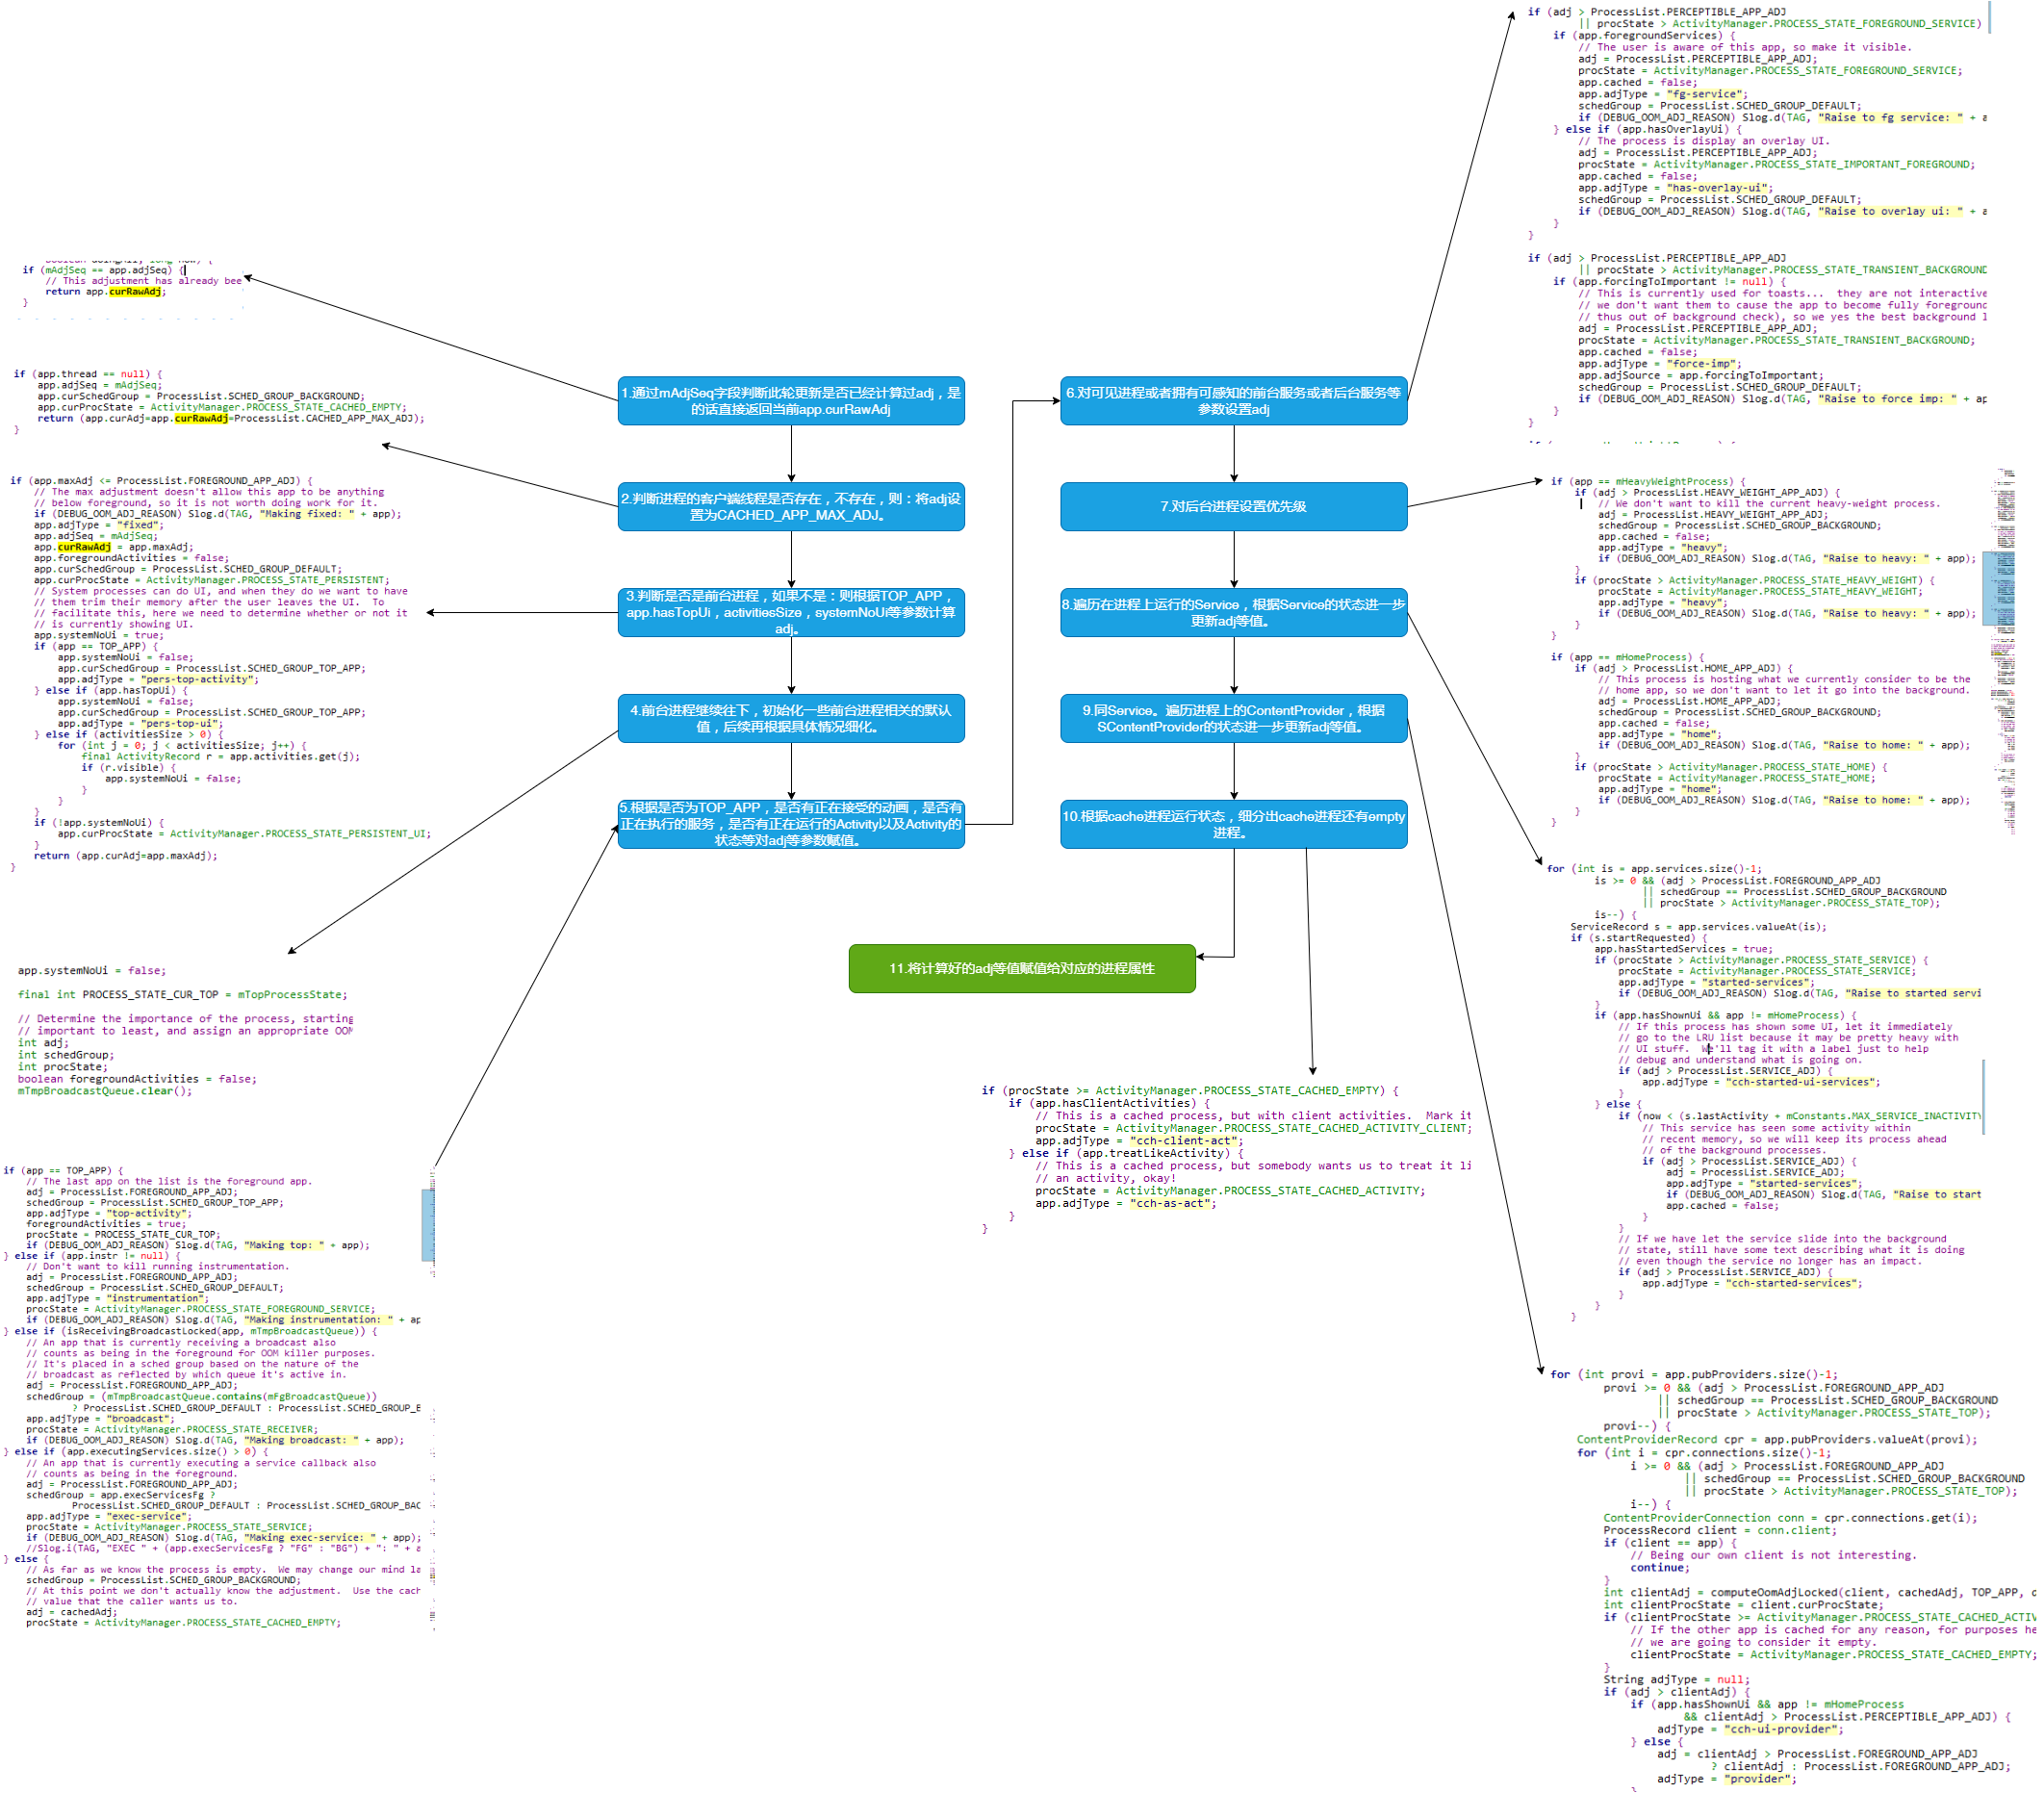 if (mAdjSeq == app.adjSeq) {
// This adjustment has already bee
return app.curRawAdj;
}
if (app.thread == null) {
app.adjSeq = mAdjSeq;
app.curSchedGroup = ProcessList.SCHED_GROUP_BACKGROUND;
app.curProcState = ActivityManager.PROCESS_STATE_CACHED_EMPTY;
return (app.curAdj=app.curRawAdj=ProcessList.CACHED_APP_MAX_ADJ);
}
if (app.maxAdj <= ProcessList.FOREGROUND_APP_ADJ) {
// The max adjustment doesn't allow this app to be anything
// below foreground, so it is not worth doing work for it.
if (DEBUG_OOM_ADJ_REASON) Slog.d(TAG, "Making fixed: " + app);
app.adjType = "fixed";
app.adjSeq = mAdjSeq;
app.curRawAdj = app.maxAdj;
app.foregroundActivities = false;
app.curSchedGroup = ProcessList.SCHED_GROUP_DEFAULT;
app.curProcState = ActivityManager.PROCESS_STATE_PERSISTENT;
// System processes can do UI, and when they do we want to have
// them trim their memory after the user leaves the UI.  To
// facilitate this, here we need to determine whether or not it
// is currently showing UI.
app.systemNoUi = true;
if (app == TOP_APP) {
app.systemNoUi = false;
app.curSchedGroup = ProcessList.SCHED_GROUP_TOP_APP;
app.adjType = "pers-top-activity";
} else if (app.hasTopUi) {
app.systemNoUi = false;
app.curSchedGroup = ProcessList.SCHED_GROUP_TOP_APP;
app.adjType = "pers-top-ui";
} else if (activitiesSize > 0) {
for (int j = 0; j < activitiesSize; j++) {
final ActivityRecord r = app.activities.get(j);
if (r.visible) {
app.systemNoUi = false;
}
}
}
if (!app.systemNoUi) {
app.curProcState = ActivityManager.PROCESS_STATE_PERSISTENT_UI;
}
return (app.curAdj=app.maxAdj);
}
app.systemNoUi = false;
final int PROCESS_STATE_CUR_TOP = mTopProcessState;
// Determine the importance of the process, starting
// important to least, and assign an appropriate OOM
int adj;
int schedGroup;
int procState;
boolean foregroundActivities = false;
mTmpBroadcastQueue.clear();
if (app == TOP_APP) {
// The last app on the list is the foreground app.
adj = ProcessList.FOREGROUND_APP_ADJ;
schedGroup = ProcessList.SCHED_GROUP_TOP_APP;
app.adjType = "top-activity";
foregroundActivities = true;
procState = PROCESS_STATE_CUR_TOP;
if (DEBUG_OOM_ADJ_REASON) Slog.d(TAG, "Making top: " + app);
} else if (app.instr != null) {
// Don't want to kill running instrumentation.
adj = ProcessList.FOREGROUND_APP_ADJ;
schedGroup = ProcessList.SCHED_GROUP_DEFAULT;
app.adjType = "instrumentation";
procState = ActivityManager.PROCESS_STATE_FOREGROUND_SERVICE;
if (DEBUG_OOM_ADJ_REASON) Slog.d(TAG, "Making instrumentation: " + ap
} else if (isReceivingBroadcastLocked(app, mTmpBroadcastQueue)) {
// An app that is currently receiving a broadcast also
// counts as being in the foreground for OOM killer purposes.
// It's placed in a sched group based on the nature of the
// broadcast as reflected by which queue it's active in.
adj = ProcessList.FOREGROUND_APP_ADJ;
schedGroup = (mTmpBroadcastQueue.contains(mFgBroadcastQueue))
? ProcessList.SCHED_GROUP_DEFAULT : ProcessList.SCHED_GROUP_B
app.adjType = "broadcast";
procState = ActivityManager.PROCESS_STATE_RECEIVER;
if (DEBUG_OOM_ADJ_REASON) Slog.d(TAG, "Making broadcast: " + app);
} else if (app.executingServices.size() > 0) {
// An app that is currently executing a service callback also
// counts as being in the foreground.
adj = ProcessList.FOREGROUND_APP_ADJ;
schedGroup = app.execServicesFg ?
ProcessList.SCHED_GROUP_DEFAULT : ProcessList.SCHED_GROUP_BAC
app.adjType = "exec-service";
procState = ActivityManager.PROCESS_STATE_SERVICE;
if (DEBUG_OOM_ADJ_REASON) Slog.d(TAG, "Making exec-service: " + app);
//Slog.i(TAG, "EXEC " + (app.execServicesFg ? "FG" : "BG") + ": " + a
} else {
// As far as we know the process is empty.  We may change our mind la
schedGroup = ProcessList.SCHED_GROUP_BACKGROUND;
// At this point we don't actually know the adjustment.  Use the cach
// value that the caller wants us to.
adj = cachedAdj;
procState = ActivityManager.PROCESS_STATE_CACHED_EMPTY;
1.通过mAdjSeq字段判断此轮更新是否已经计算过adj，是
的话直接返回当前app.curRawAdj
2.判断进程的客户端线程是否存在，不存在，则：将adj设
置为CACHED_APP_MAX_ADJ。
3.判断是否是前台进程，如果不是：则根据TOP_APP，
app.hasTopUi，activitiesSize，systemNoUi等参数计算
adj。
4.前台进程继续往下，初始化一些前台进程相关的默认
值，后续再根据具体情况细化。
5.根据是否为TOP_APP，是否有正在接受的动画，是否有
正在执行的服务，是否有正在运行的Activity以及Activity的
状态等对adj等参数赋值。
6.对可见进程或者拥有可感知的前台服务或者后台服务等
参数设置adj
7.对后台进程设置优先级
8.遍历在进程上运行的Service，根据Service的状态进一步
更新adj等值。
9.同Service。遍历进程上的ContentProvider，根据
SContentProvider的状态进一步更新adj等值。
10.根据cache进程运行状态，细分出cache进程还有empty
进程。
11.将计算好的adj等值赋值给对应的进程属性
if (procState >= ActivityManager.PROCESS_STATE_CACHED_EMPTY) {
if (app.hasClientActivities) {
// This is a cached process, but with client activities.  Mark it
procState = ActivityManager.PROCESS_STATE_CACHED_ACTIVITY_CLIENT;
app.adjType = "cch-client-act";
} else if (app.treatLikeActivity) {
// This is a cached process, but somebody wants us to treat it li
// an activity, okay!
procState = ActivityManager.PROCESS_STATE_CACHED_ACTIVITY;
app.adjType = "cch-as-act";
}
}
if (adj > ProcessList.PERCEPTIBLE_APP_ADJ
|| procState > ActivityManager.PROCESS_STATE_FOREGROUND_SERVICE)
if (app.foregroundServices) {
// The user is aware of this app, so make it visible.
adj = ProcessList.PERCEPTIBLE_APP_ADJ;
procState = ActivityManager.PROCESS_STATE_FOREGROUND_SERVICE;
app.cached = false;
app.adjType = "fg-service";
schedGroup = ProcessList.SCHED_GROUP_DEFAULT;
if (DEBUG_OOM_ADJ_REASON) Slog.d(TAG, "Raise to fg service: " + a
} else if (app.hasOverlayUi) {
// The process is display an overlay UI.
adj = ProcessList.PERCEPTIBLE_APP_ADJ;
procState = ActivityManager.PROCESS_STATE_IMPORTANT_FOREGROUND;
app.cached = false;
app.adjType = "has-overlay-ui";
schedGroup = ProcessList.SCHED_GROUP_DEFAULT;
if (DEBUG_OOM_ADJ_REASON) Slog.d(TAG, "Raise to overlay ui: " + a
}
}
if (adj > ProcessList.PERCEPTIBLE_APP_ADJ
|| procState > ActivityManager.PROCESS_STATE_TRANSIENT_BACKGROUND
if (app.forcingToImportant != null) {
// This is currently used for toasts...  they are not interactive
// we don't want them to cause the app to become fully foreground
// thus out of background check), so we yes the best background l
adj = ProcessList.PERCEPTIBLE_APP_ADJ;
procState = ActivityManager.PROCESS_STATE_TRANSIENT_BACKGROUND;
app.cached = false;
app.adjType = "force-imp";
app.adjSource = app.forcingToImportant;
schedGroup = ProcessList.SCHED_GROUP_DEFAULT;
if (DEBUG_OOM_ADJ_REASON) Slog.d(TAG, "Raise to force imp: " + ap
}
}
if (app == mHeavyWeightProcess) {
if (adj > ProcessList.HEAVY_WEIGHT_APP_ADJ) {
// We don't want to kill the current heavy-weight process.
adj = ProcessList.HEAVY_WEIGHT_APP_ADJ;
schedGroup = ProcessList.SCHED_GROUP_BACKGROUND;
app.cached = false;
app.adjType = "heavy";
if (DEBUG_OOM_ADJ_REASON) Slog.d(TAG, "Raise to heavy: " + app);
}
if (procState > ActivityManager.PROCESS_STATE_HEAVY_WEIGHT) {
procState = ActivityManager.PROCESS_STATE_HEAVY_WEIGHT;
app.adjType = "heavy";
if (DEBUG_OOM_ADJ_REASON) Slog.d(TAG, "Raise to heavy: " + app);
}
}
if (app == mHomeProcess) {
if (adj > ProcessList.HOME_APP_ADJ) {
// This process is hosting what we currently consider to be the
// home app, so we don't want to let it go into the background.
adj = ProcessList.HOME_APP_ADJ;
schedGroup = ProcessList.SCHED_GROUP_BACKGROUND;
app.cached = false;
app.adjType = "home";
if (DEBUG_OOM_ADJ_REASON) Slog.d(TAG, "Raise to home: " + app);
}
if (procState > ActivityManager.PROCESS_STATE_HOME) {
procState = ActivityManager.PROCESS_STATE_HOME;
app.adjType = "home";
if (DEBUG_OOM_ADJ_REASON) Slog.d(TAG, "Raise to home: " + app);
}
}
for (int is = app.services.size()-1;
is >= 0 && (adj > ProcessList.FOREGROUND_APP_ADJ
|| schedGroup == ProcessList.SCHED_GROUP_BACKGROUND
|| procState > ActivityManager.PROCESS_STATE_TOP);
is--) {
ServiceRecord s = app.services.valueAt(is);
if (s.startRequested) {
app.hasStartedServices = true;
if (procState > ActivityManager.PROCESS_STATE_SERVICE) {
procState = ActivityManager.PROCESS_STATE_SERVICE;
app.adjType = "started-services";
if (DEBUG_OOM_ADJ_REASON) Slog.d(TAG, "Raise to started servi
}
if (app.hasShownUi && app != mHomeProcess) {
// If this process has shown some UI, let it immediately
// go to the LRU list because it may be pretty heavy with
// UI stuff.  We'll tag it with a label just to help
// debug and understand what is going on.
if (adj > ProcessList.SERVICE_ADJ) {
app.adjType = "cch-started-ui-services";
}
} else {
if (now < (s.lastActivity + mConstants.MAX_SERVICE_INACTIVITY
// This service has seen some activity within
// recent memory, so we will keep its process ahead
// of the background processes.
if (adj > ProcessList.SERVICE_ADJ) {
adj = ProcessList.SERVICE_ADJ;
app.adjType = "started-services";
if (DEBUG_OOM_ADJ_REASON) Slog.d(TAG, "Raise to start
app.cached = false;
}
}
// If we have let the service slide into the background
// state, still have some text describing what it is doing
// even though the service no longer has an impact.
if (adj > ProcessList.SERVICE_ADJ) {
app.adjType = "cch-started-services";
}
}
}
for (int provi = app.pubProviders.size()-1;
provi >= 0 && (adj > ProcessList.FOREGROUND_APP_ADJ
|| schedGroup == ProcessList.SCHED_GROUP_BACKGROUND
|| procState > ActivityManager.PROCESS_STATE_TOP);
provi--) {
ContentProviderRecord cpr = app.pubProviders.valueAt(provi);
for (int i = cpr.connections.size()-1;
i >= 0 && (adj > ProcessList.FOREGROUND_APP_ADJ
|| schedGroup == ProcessList.SCHED_GROUP_BACKGROUND
|| procState > ActivityManager.PROCESS_STATE_TOP);
i--) {
ContentProviderConnection conn = cpr.connections.get(i);
ProcessRecord client = conn.client;
if (client == app) {
// Being our own client is not interesting.
continue;
}
int clientAdj = computeOomAdjLocked(client, cachedAdj, TOP_APP, d
int clientProcState = client.curProcState;
if (clientProcState >= ActivityManager.PROCESS_STATE_CACHED_ACTIV
// If the other app is cached for any reason, for purposes he
// we are going to consider it empty.
clientProcState = ActivityManager.PROCESS_STATE_CACHED_EMPTY;
}
String adjType = null;
if (adj > clientAdj) {
if (app.hasShownUi && app != mHomeProcess
&& clientAdj > ProcessList.PERCEPTIBLE_APP_ADJ) {
adjType = "cch-ui-provider";
} else {
adj = clientAdj > ProcessList.FOREGROUND_APP_ADJ
? clientAdj : ProcessList.FOREGROUND_APP_ADJ;
adjType = "provider";